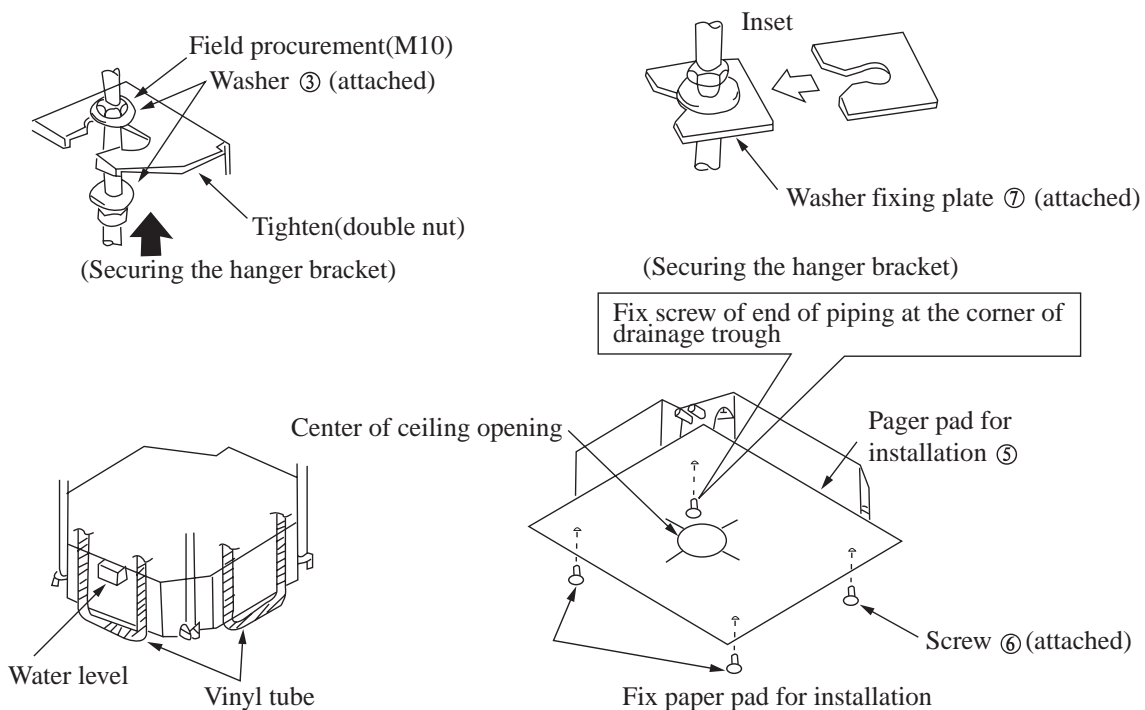 Field procurement(M10)
Washer ③ (attached)
Tighten(double nut)
(Securing the hanger bracket)
Inset
Washer fixing plate ⑦ (attached)
(Securing the hanger bracket)
Fix screw of end of piping at the corner of
drainage trough
Center of ceiling opening
Pager pad for
installation ⑤
Water level
Vinyl tube
Screw ⑥(attached)
Fix paper pad for installation